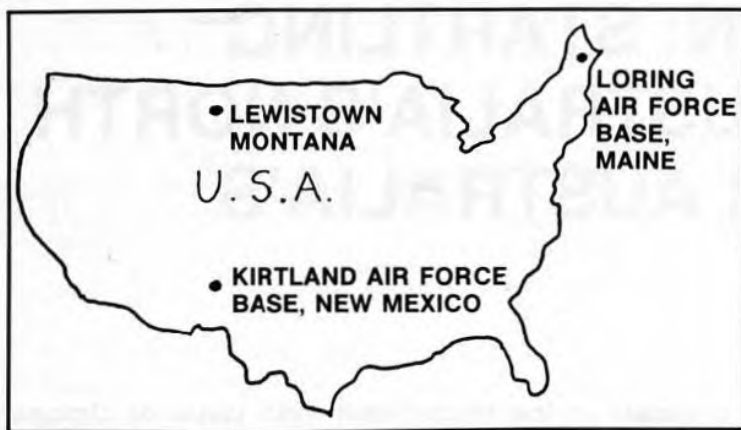 LEWISTOWN
MONTANA
LORING
AIR FORCE
BASE,
MAINE
U.S.A.
KIRTLAND AIR FORCE
BASE, NEW MEXICO